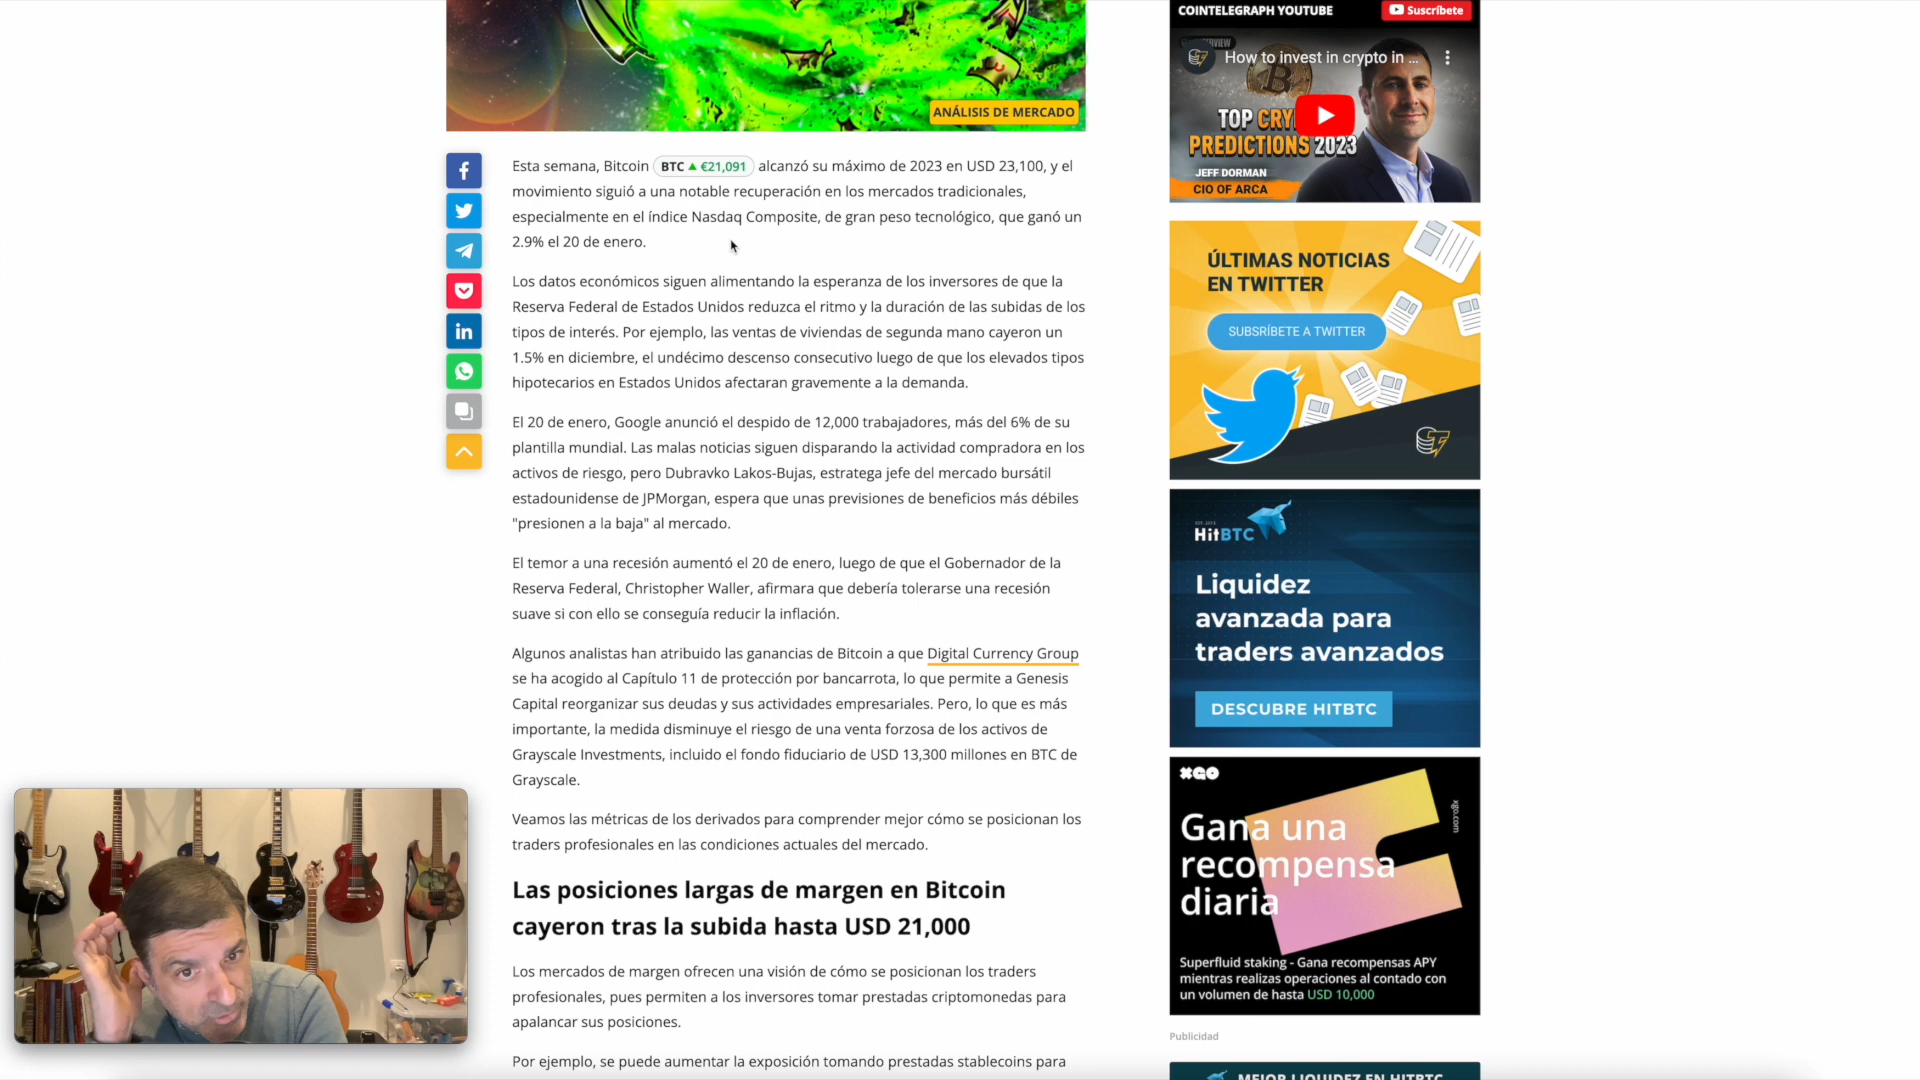 ANÁLISIS DE MERCADO
Esta semana, Bitcoin BTC €21,091 alcanzó su máximo de 2023 en USD 23,100, y el
movimiento siguió a una notable recuperación en los mercados tradicionales,
especialmente en el índice Nasdaq Composite, de gran peso tecnológico, que ganó un
2.9% el 20 de enero.
Los datos económicos siguen alimentando la esperanza de los inversores de que la
Reserva Federal de Estados Unidos reduzca el ritmo y la duración de las subidas de los
tipos de interés. Por ejemplo, las ventas de viviendas de segunda mano cayeron un
1.5% en diciembre, el undécimo descenso consecutivo luego de que los elevados tipos
hipotecarios en Estados Unidos afectaran gravemente a la demanda.
El 20 de enero, Google anunció el despido de 12,000 trabajadores, más del 6% de su
plantilla mundial. Las malas noticias siguen disparando la actividad compradora en los
activos de riesgo, pero Dubravko Lakos-Bujas, estratega jefe del mercado bursátil
estadounidense de JPMorgan, espera que unas previsiones de beneficios más débiles
"presionen a la baja" al mercado.
El temor a una recesión aumentó el 20 de enero, luego de que el Gobernador de la
Reserva Federal, Christopher Waller, afirmara que debería tolerarse una recesión
suave si con ello se conseguía reducir la inflación.
Algunos analistas han atribuido las ganancias de Bitcoin a que Digital Currency Group
se ha acogido al Capítulo 11 de protección por bancarrota, lo que permite a Genesis
Capital reorganizar sus deudas y sus actividades empresariales. Pero, lo que es más
importante, la medida disminuye el riesgo de una venta forzosa de los activos de
Grayscale Investments, incluido el fondo fiduciario de USD 13,300 millones en BTC de
Grayscale.
Veamos las métricas de los derivados para comprender mejor cómo se posicionan los
traders profesionales en las condiciones actuales del mercado.
Las posiciones largas de margen en Bitcoin
cayeron tras la subida hasta USD 21,000
Los mercados de margen ofrecen una visión de cómo se posicionan los traders
profesionales, pues permiten a los inversores tomar prestadas criptomonedas para
apalancar sus posiciones.
Por ejemplo, se puede aumentar la exposición tomando prestadas stablecoins para
COINTELEGRAPH YOUTUBE
Suscríbete
How to invest in crypto in ...
TOP
PREDICTIONS 2023
JEFF DORMAN
CIO OF ARCA
ÚLTIMAS NOTICIAS
EN TWITTER
SUBSRÍBETE A TWITTER
HitBTC
Liquidez
avanzada para
traders avanzados
DESCUBRE HITBTC
XGO
xgo.com
Gana una
recompensa
diaria
Superfluid staking - Gana recompensas APY
mientras realizas operaciones al contado con
un volumen de hasta USD 10,000
Publicidad
MEJOR LIQUIDEZ EN HITBTC